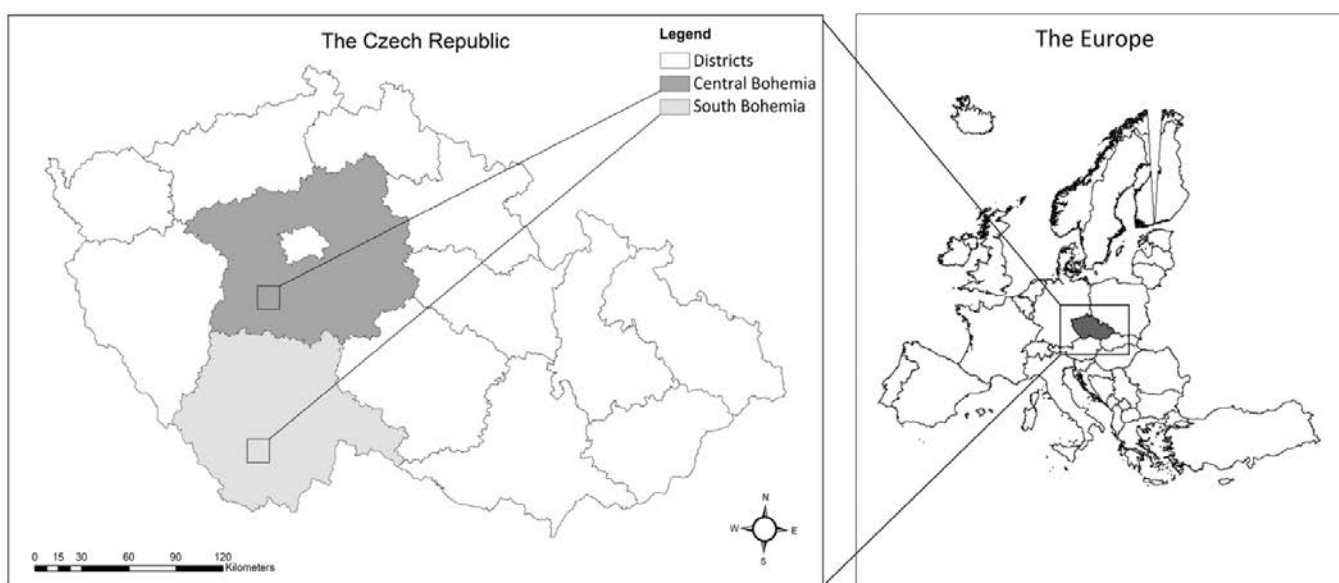 The Czech Republic
Legend
Districts
Central Bohemia
South Bohemia
N
W E
S
0 15 30 60 90 120
Kilometers
The Europe